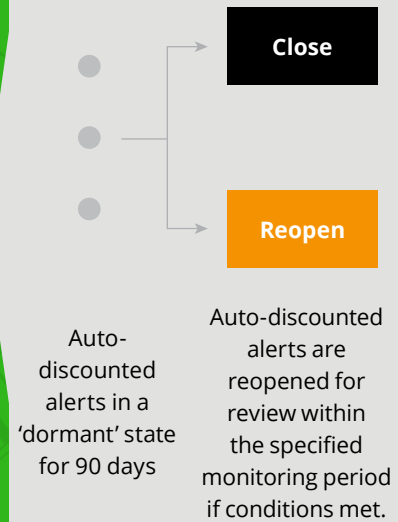 Close
Reopen
Auto-
discounted
alerts in a
‘dormant’ state
for 90 days
Auto-discounted
alerts are
reopened for
review within
the specified
monitoring period
if conditions met.